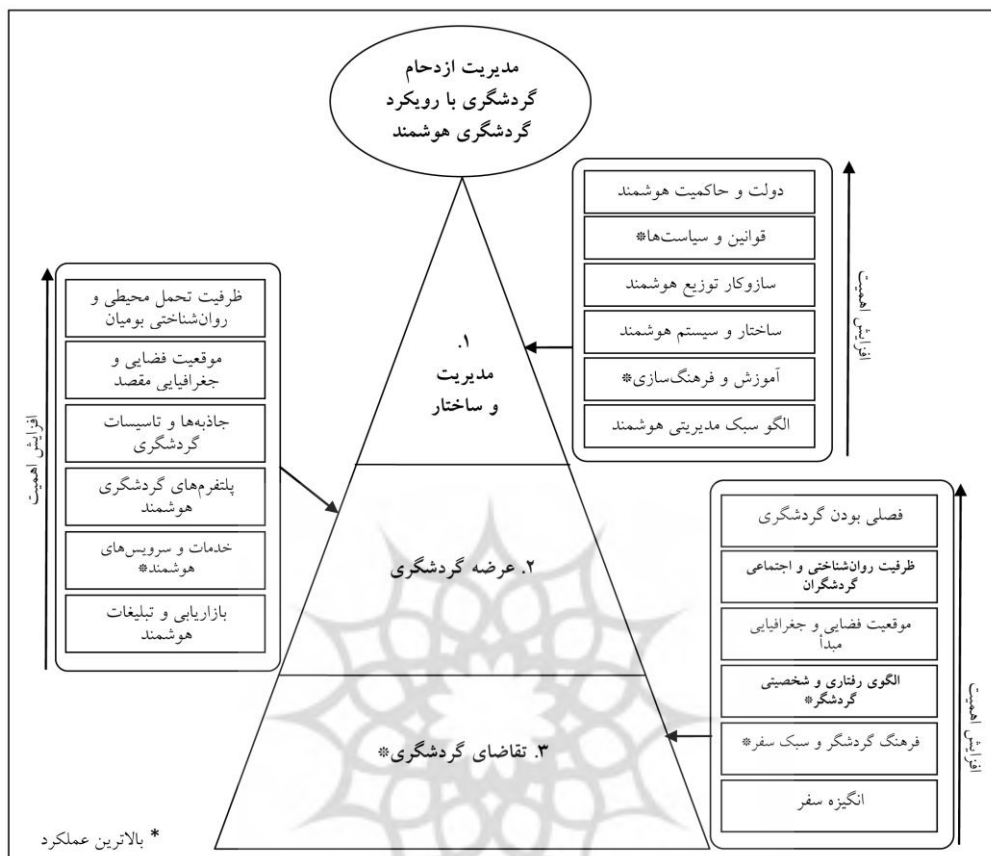 مدیریت ازدحام
گردشگری با رویکرد
گردشگری هوشمند
دولت و حاکمیت هوشمند
قوانین و سیاست‌ها*
سازوکار توزیع هوشمند
ساختار و سیستم هوشمند
آموزش و فرهنگ‌سازی*
الگو سبک مدیریتی هوشمند
افزایش اهمیت
۱.
مدیریت
و ساختار
ظرفیت تحمل محیطی و
روان‌شناختی بومیان
موقعیت فضایی و
جغرافیایی مقصد
جاذبه‌ها و تاسیسات
گردشگری
پلتفرم‌های گردشگری
هوشمند
خدمات و سرویس‌های
هوشمند*
بازاریابی و تبلیغات
هوشمند
افزایش اهمیت
۲. عرضه گردشگری
فصلی بودن گردشگری
ظرفیت روان‌شناختی و اجتماعی
گردشگران
موقعیت فضایی و جغرافیایی
مبدأ
الگوی رفتاری و شخصیتی
گردشگر*
فرهنگ گردشگر و سبک سفر*
انگیزه سفر
افزایش اهمیت
۳. تقاضای گردشگری*
* بالاترین عملکرد